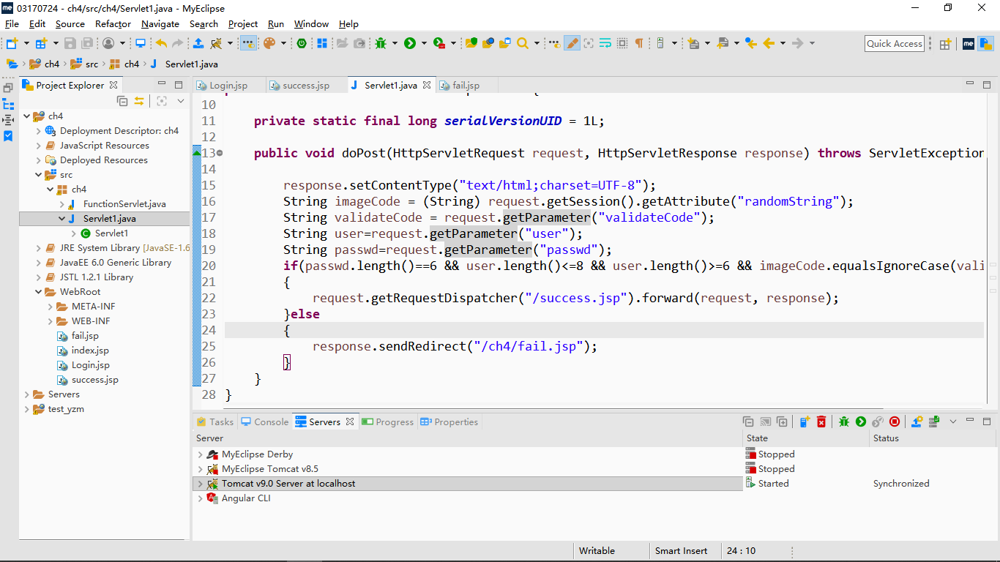 03170724 - ch4/src/ch4/Servlet1.java - MyEclipse
File Edit Source Refactor Navigate Search Project Run Window Help
Quick Access
ch4 src ch4 Servlet1.java
Project Explorer
Login.jsp success.jsp Servlet1.java fail.jsp
ch4
Deployment Descriptor: ch4
JavaScript Resources
Deployed Resources
src
ch4
FunctionServlet.java
Servlet1.java
Servlet1
JRE System Library [JavaSE-1.6
JavaEE 6.0 Generic Library
JSTL 1.2.1 Library
WebRoot
META-INF
WEB-INF
fail.jsp
index.jsp
Login.jsp
success.jsp
Servers
test_yzm
10
11 private static final long serialVersionUID = 1L;
12
13 public void doPost(HttpServletRequest request, HttpServletResponse response) throws ServletException
14
15 response.setContentType("text/html;charset=UTF-8");
16 String imageCode = (String) request.getSession().getAttribute("randomString");
17 String validateCode = request.getParameter("validateCode");
18 String user=request.getParameter("user");
19 String passwd=request.getParameter("passwd");
20 if(passwd.length()==6 && user.length()<=8 && user.length()>=6 && imageCode.equalsIgnoreCase(vali
21 {
22 request.getRequestDispatcher("/success.jsp").forward(request, response);
23 }else
24 {
25 response.sendRedirect("/ch4/fail.jsp");
26 }
27 }
28 }
Tasks Console Servers Progress Properties
Server State Status
MyEclipse Derby Stopped
MyEclipse Tomcat v8.5 Stopped
Tomcat v9.0 Server at localhost Started Synchronized
Angular CLI
Writable Smart Insert 24 : 10